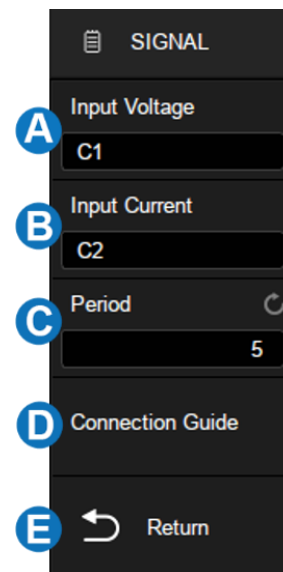 SIGNAL
A
Input Voltage
C1
B
Input Current
C2
C
Period
5
D
Connection Guide
E
Return